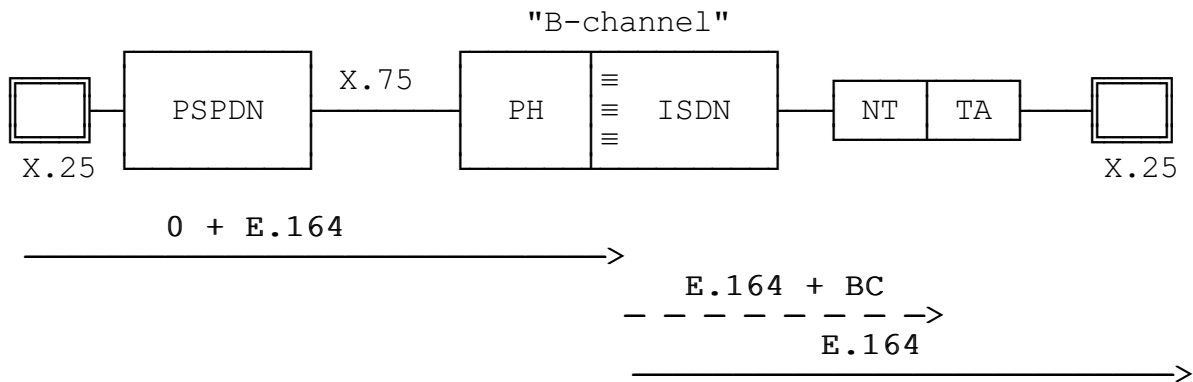 "B-channel"
X.75
PSPDN PH ≡ ISDN NT TA
≡
≡
X.25 X.25
0 + E.164
E.164 + BC
E.164